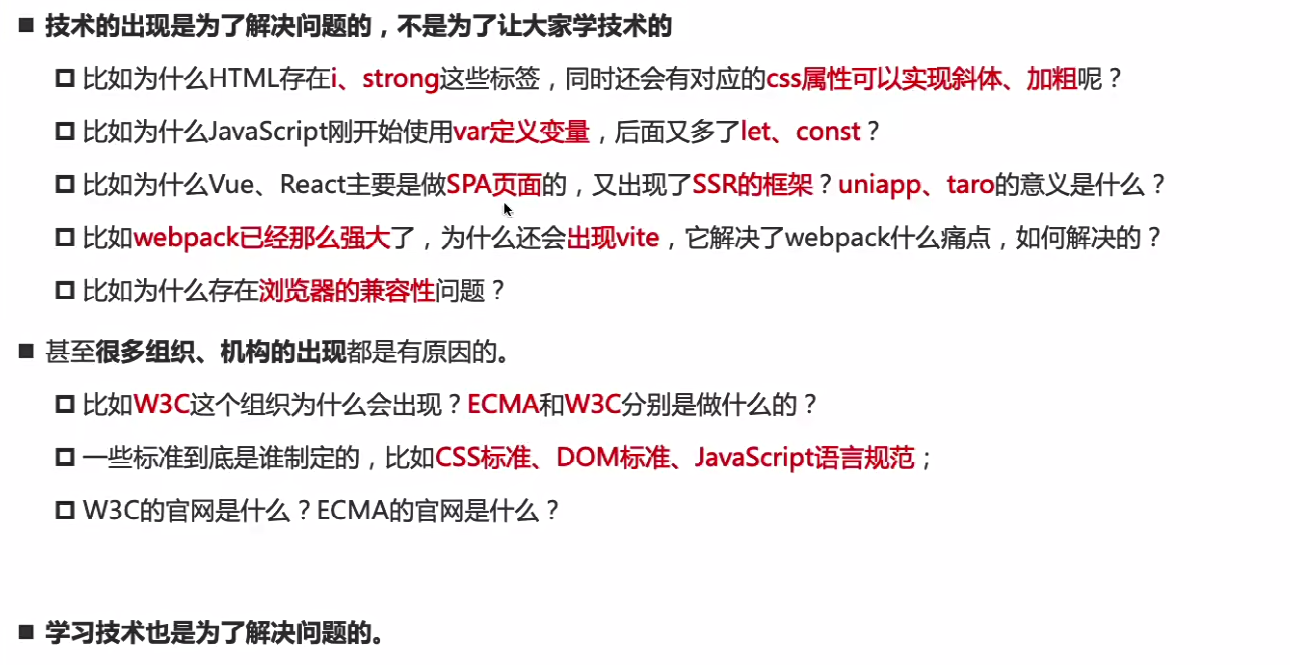 ■ 技术的出现是为了解决问题的，不是为了让大家学技术的
□ 比如为什么HTML存在i、strong这些标签，同时还会有对应的css属性可以实现斜体、加粗呢？
□ 比如为什么JavaScript刚开始使用var定义变量，后面又多了let、const？
□ 比如为什么Vue、React主要是做SPA页面的，又出现了SSR的框架？uniapp、taro的意义是什么？
□ 比如webpack已经那么强大了，为什么还会出现vite，它解决了webpack什么痛点，如何解决的？
□ 比如为什么存在浏览器的兼容性问题？
■ 甚至很多组织、机构的出现都是有原因的。
□ 比如W3C这个组织为什么会出现？ECMA和W3C分别是做什么的？
□ 一些标准到底是谁制定的，比如CSS标准、DOM标准、JavaScript语言规范；
□ W3C的官网是什么？ECMA的官网是什么？
■ 学习技术也是为了解决问题的。